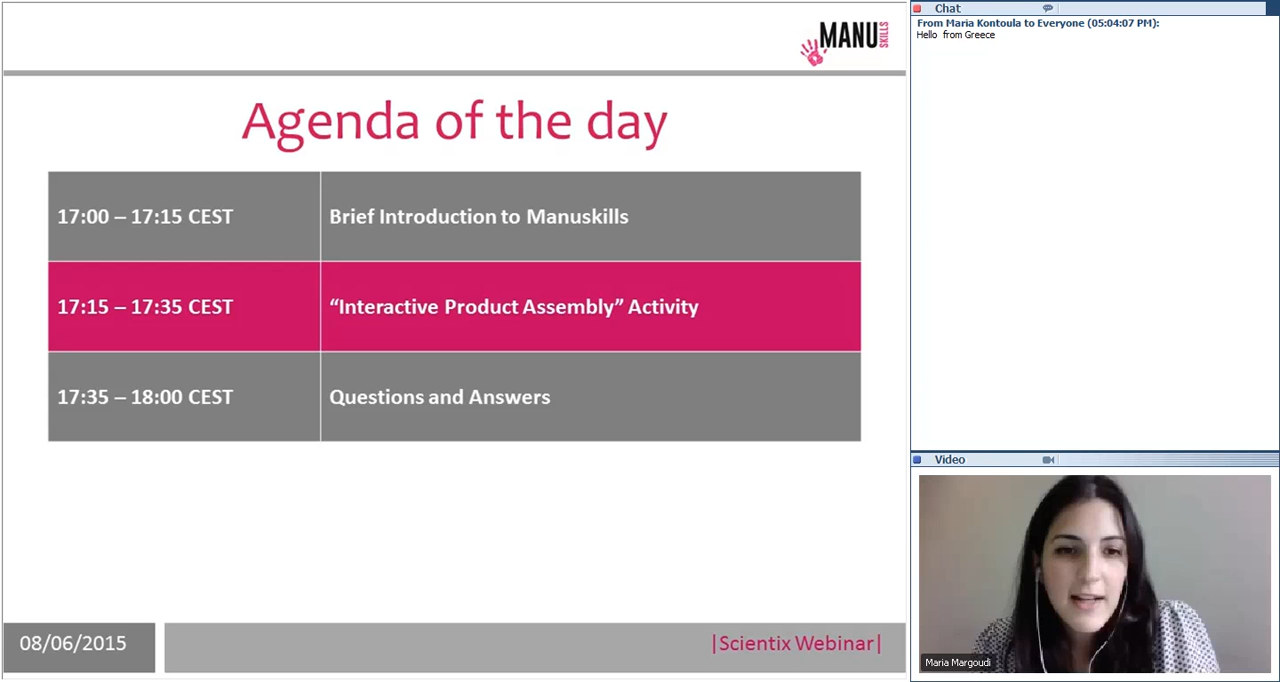 MANU
SKILLS
Agenda of the day
17:00 – 17:15 CEST
Brief Introduction to Manuskills
17:15 – 17:35 CEST
“Interactive Product Assembly” Activity
17:35 – 18:00 CEST
Questions and Answers
08/06/2015
|Scientix Webinar|
Chat
From Maria Kontoula to Everyone (05:04:07 PM):
Hello from Greece
Video
Maria Margoudi